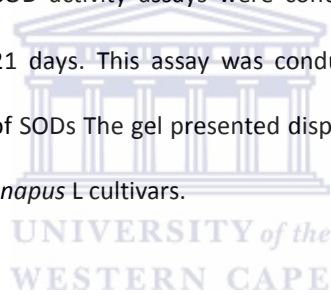 SOD activity assays were conc
21 days. This assay was condu
of SODs The gel presented disp
napus L cultivars.
UNIVERSITY of the
WESTERN CAPE